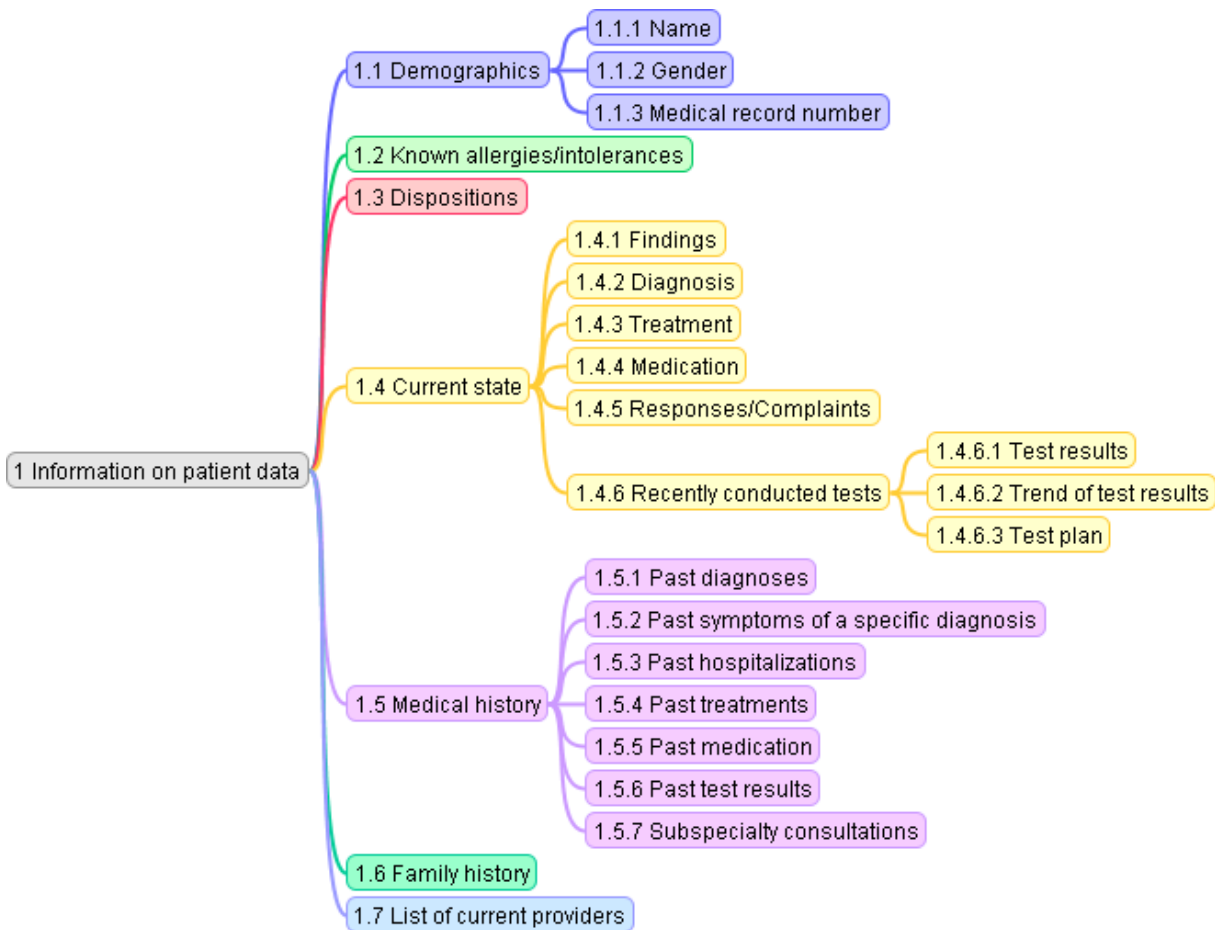 1 Information on patient data
1.1 Demographics
1.1.1 Name
1.1.2 Gender
1.1.3 Medical record number
1.2 Known allergies/intolerances
1.3 Dispositions
1.4 Current state
1.4.1 Findings
1.4.2 Diagnosis
1.4.3 Treatment
1.4.4 Medication
1.4.5 Responses/Complaints
1.4.6 Recently conducted tests
1.4.6.1 Test results
1.4.6.2 Trend of test results
1.4.6.3 Test plan
1.5 Medical history
1.5.1 Past diagnoses
1.5.2 Past symptoms of a specific diagnosis
1.5.3 Past hospitalizations
1.5.4 Past treatments
1.5.5 Past medication
1.5.6 Past test results
1.5.7 Subspecialty consultations
1.6 Family history
1.7 List of current providers